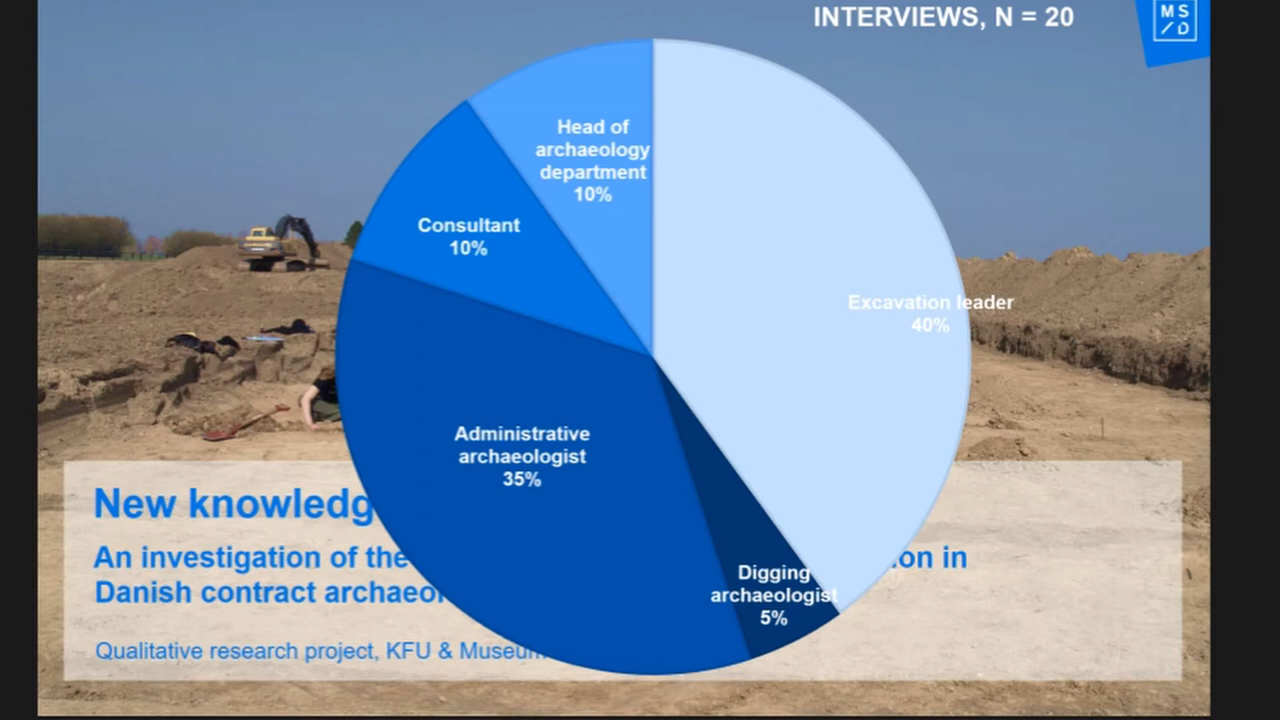 INTERVIEWS, N = 20
MS
/D
Head of
archaeology
department
10%
Consultant
10%
Excavation leader
40%
Administrative
archaeologist
35%
Digging
archaeologist
5%
New knowledg
An investigation of the on in
Danish contract archaeol
Qualitative research project, KFU & Museum